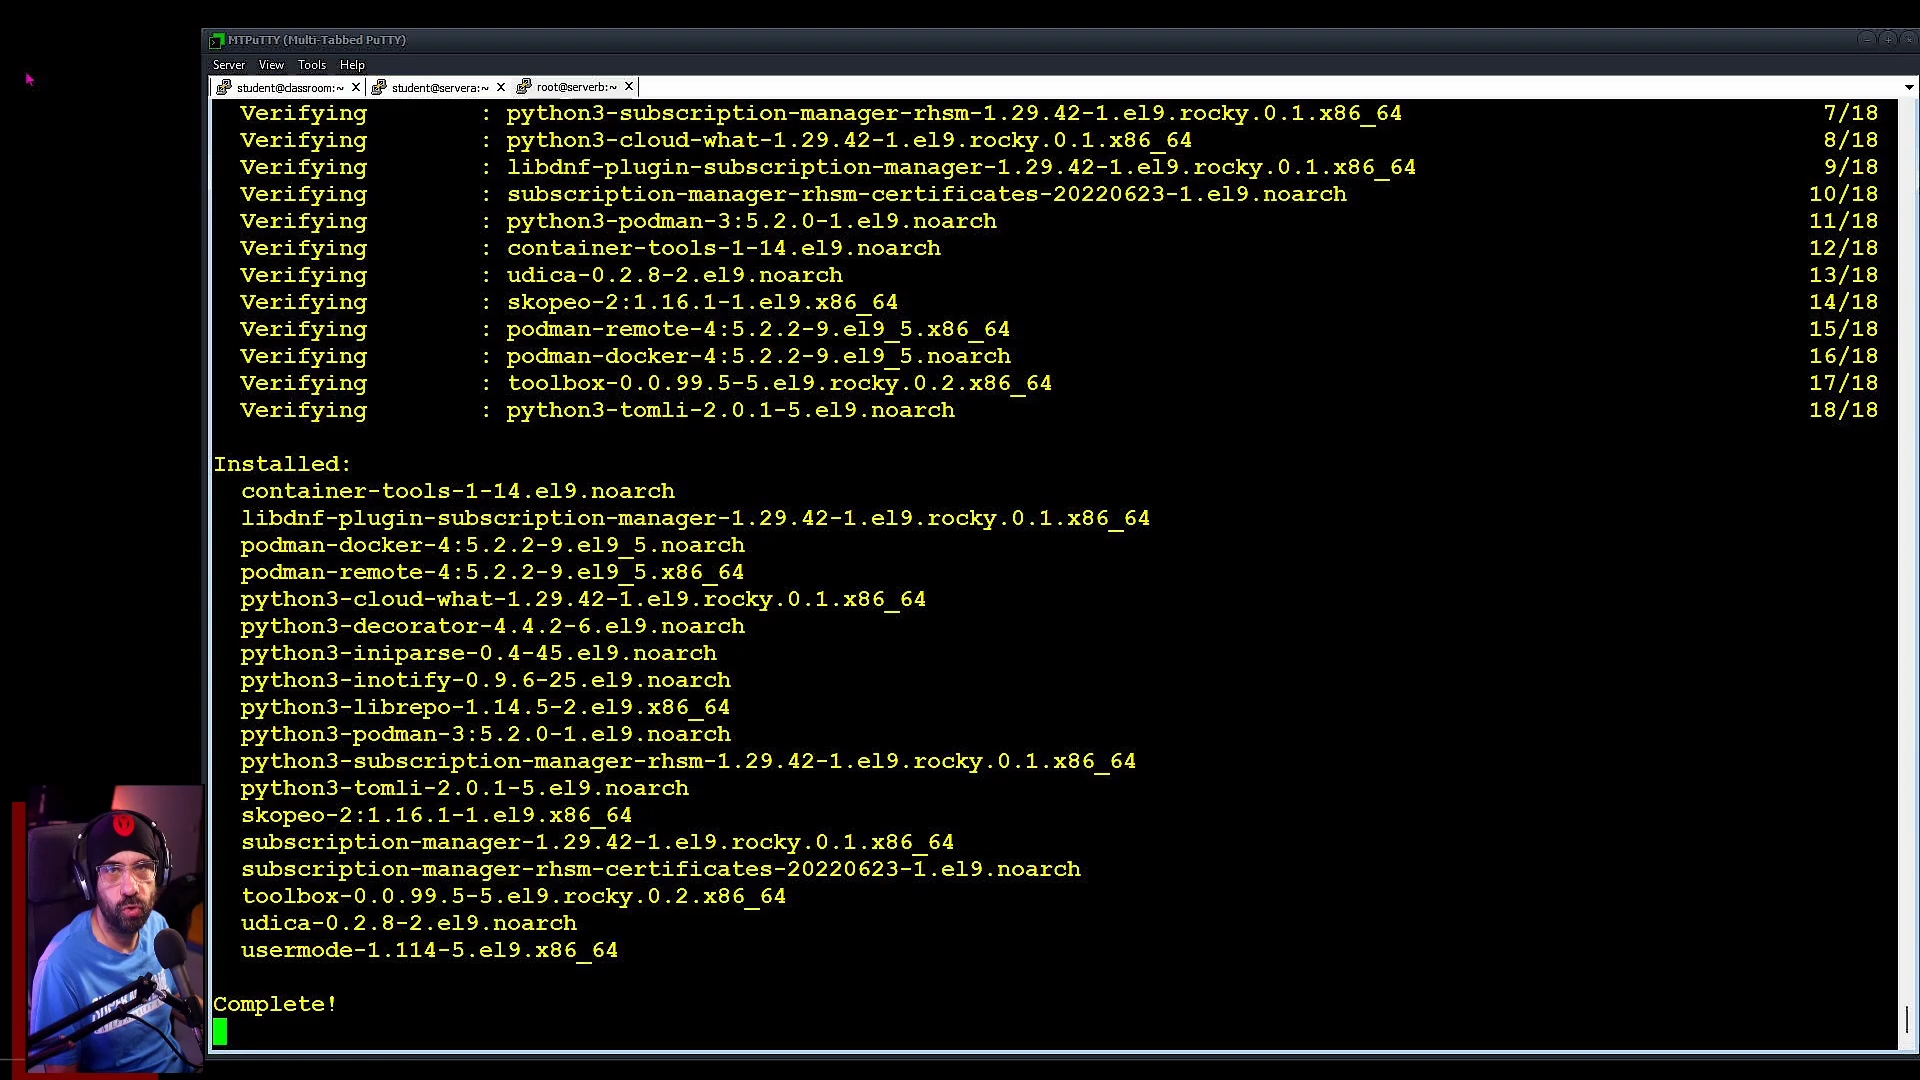 MTPuTTY (Multi-Tabbed PuTTY)
Server View Tools Help
student@classroom:~ student@servera:~ root@serverb:~
Verifying : python3-subscription-manager-rhsm-1.29.42-1.el9.rocky.0.1.x86_64 7/18
Verifying : python3-cloud-what-1.29.42-1.el9.rocky.0.1.x86_64 8/18
Verifying : libdnf-plugin-subscription-manager-1.29.42-1.el9.rocky.0.1.x86_64 9/18
Verifying : subscription-manager-rhsm-certificates-20220623-1.el9.noarch 10/18
Verifying : python3-podman-3:5.2.0-1.el9.noarch 11/18
Verifying : container-tools-1-14.el9.noarch 12/18
Verifying : udica-0.2.8-2.el9.noarch 13/18
Verifying : skopeo-2:1.16.1-1.el9.x86_64 14/18
Verifying : podman-remote-4:5.2.2-9.el9_5.x86_64 15/18
Verifying : podman-docker-4:5.2.2-9.el9_5.noarch 16/18
Verifying : toolbox-0.0.99.5-5.el9.rocky.0.2.x86_64 17/18
Verifying : python3-tomli-2.0.1-5.el9.noarch 18/18
Installed:
container-tools-1-14.el9.noarch
libdnf-plugin-subscription-manager-1.29.42-1.el9.rocky.0.1.x86_64
podman-docker-4:5.2.2-9.el9_5.noarch
podman-remote-4:5.2.2-9.el9_5.x86_64
python3-cloud-what-1.29.42-1.el9.rocky.0.1.x86_64
python3-decorator-4.4.2-6.el9.noarch
python3-iniparse-0.4-45.el9.noarch
python3-inotify-0.9.6-25.el9.noarch
python3-librepo-1.14.5-2.el9.x86_64
python3-podman-3:5.2.0-1.el9.noarch
python3-subscription-manager-rhsm-1.29.42-1.el9.rocky.0.1.x86_64
python3-tomli-2.0.1-5.el9.noarch
skopeo-2:1.16.1-1.el9.x86_64
subscription-manager-1.29.42-1.el9.rocky.0.1.x86_64
subscription-manager-rhsm-certificates-20220623-1.el9.noarch
toolbox-0.0.99.5-5.el9.rocky.0.2.x86_64
udica-0.2.8-2.el9.noarch
usermode-1.114-5.el9.x86_64
Complete!